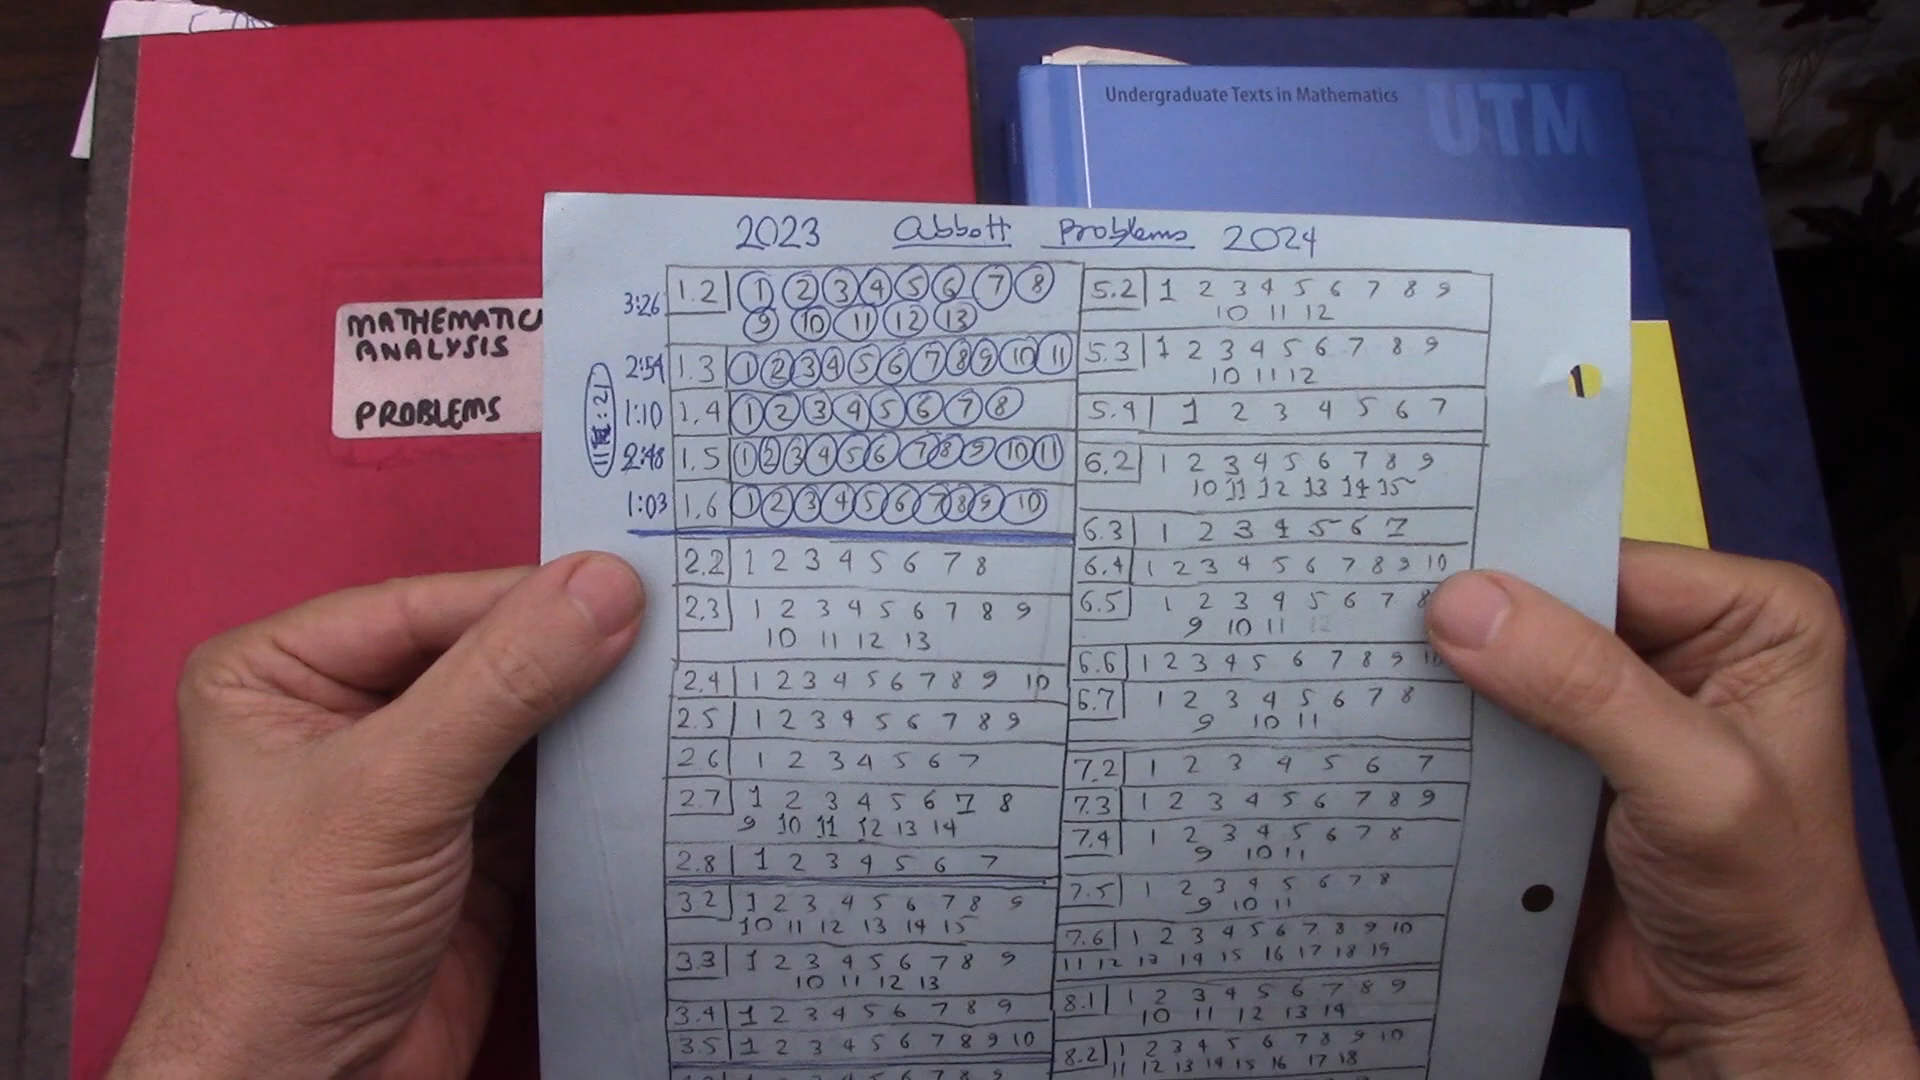 Undergraduate Texts in Mathematics
UTM
MATHEMATIC
ANALYSIS
PROBLEMS
2023 Abbott Problems 2024
3:26 1.2 1 2 3 4 5 6 7 8
9 10 11 12 13
2:54 1.3 1 2 3 4 5 6 7 8 9 10 11
1:10 1.4 1 2 3 4 5 6 7 8
2:48 1.5 1 2 3 4 5 6 7 8 9 10 11
1:03 1.6 1 2 3 4 5 6 7 8 9 10
2.2 1 2 3 4 5 6 7 8
2.3 1 2 3 4 5 6 7 8 9
10 11 12 13
2.4 1 2 3 4 5 6 7 8 9 10
2.5 1 2 3 4 5 6 7 8 9
2.6 1 2 3 4 5 6 7
2.7 1 2 3 4 5 6 7 8
9 10 11 12 13 14
2.8 1 2 3 4 5 6 7
3.2 1 2 3 4 5 6 7 8 9
10 11 12 13 14 15
3.3 1 2 3 4 5 6 7 8 9
10 11 12 13
3.4 1 2 3 4 5 6 7 8 9
3.5 1 2 3 4 5 6 7 8 9 10
5.2 1 2 3 4 5 6 7 8 9
10 11 12
5.3 1 2 3 4 5 6 7 8 9
10 11 12
5.4 1 2 3 4 5 6 7
6.2 1 2 3 4 5 6 7 8 9
10 11 12 13 14 15
6.3 1 2 3 4 5 6 7
6.4 1 2 3 4 5 6 7 8 9 10
6.5 1 2 3 4 5 6 7 8
9 10 11
6.6 1 2 3 4 5 6 7 8 9 10
6.7 1 2 3 4 5 6 7 8
9 10 11
7.2 1 2 3 4 5 6 7
7.3 1 2 3 4 5 6 7 8 9
7.4 1 2 3 4 5 6 7 8
9 10 11
7.5 1 2 3 4 5 6 7 8
9 10 11
7.6 1 2 3 4 5 6 7 8 9 10
11 12 13 14 15 16 17 18 19
8.1 1 2 3 4 5 6 7 8 9
10 11 12 13 14
8.2 1 2 3 4 5 6 7 8 9 10
11 12 13 14 15 16 17 18
1